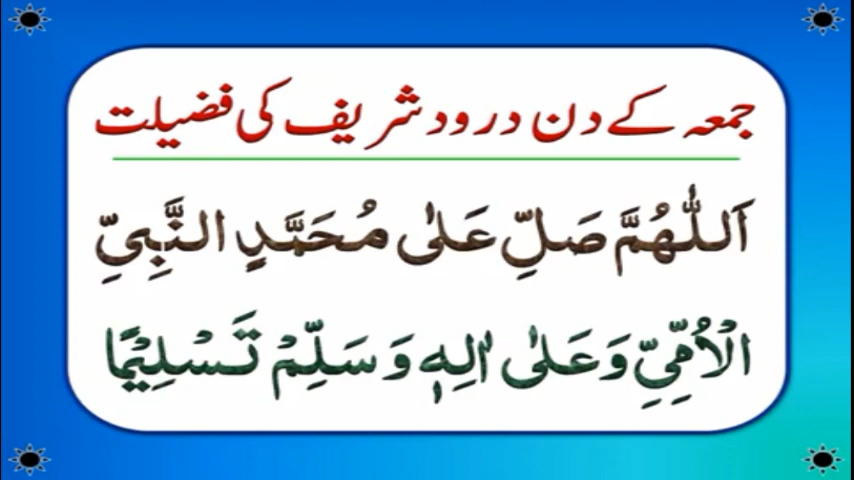 جمعہ کے دن درود شریف کی فضیلت
اَللّٰهُمَّ صَلِّ عَلٰی مُحَمَّدٍ النَّبِیِّ
الْاُمِّیِّ وَعَلٰی اٰلِهٖ وَسَلِّمْ تَسْلِیْمًا